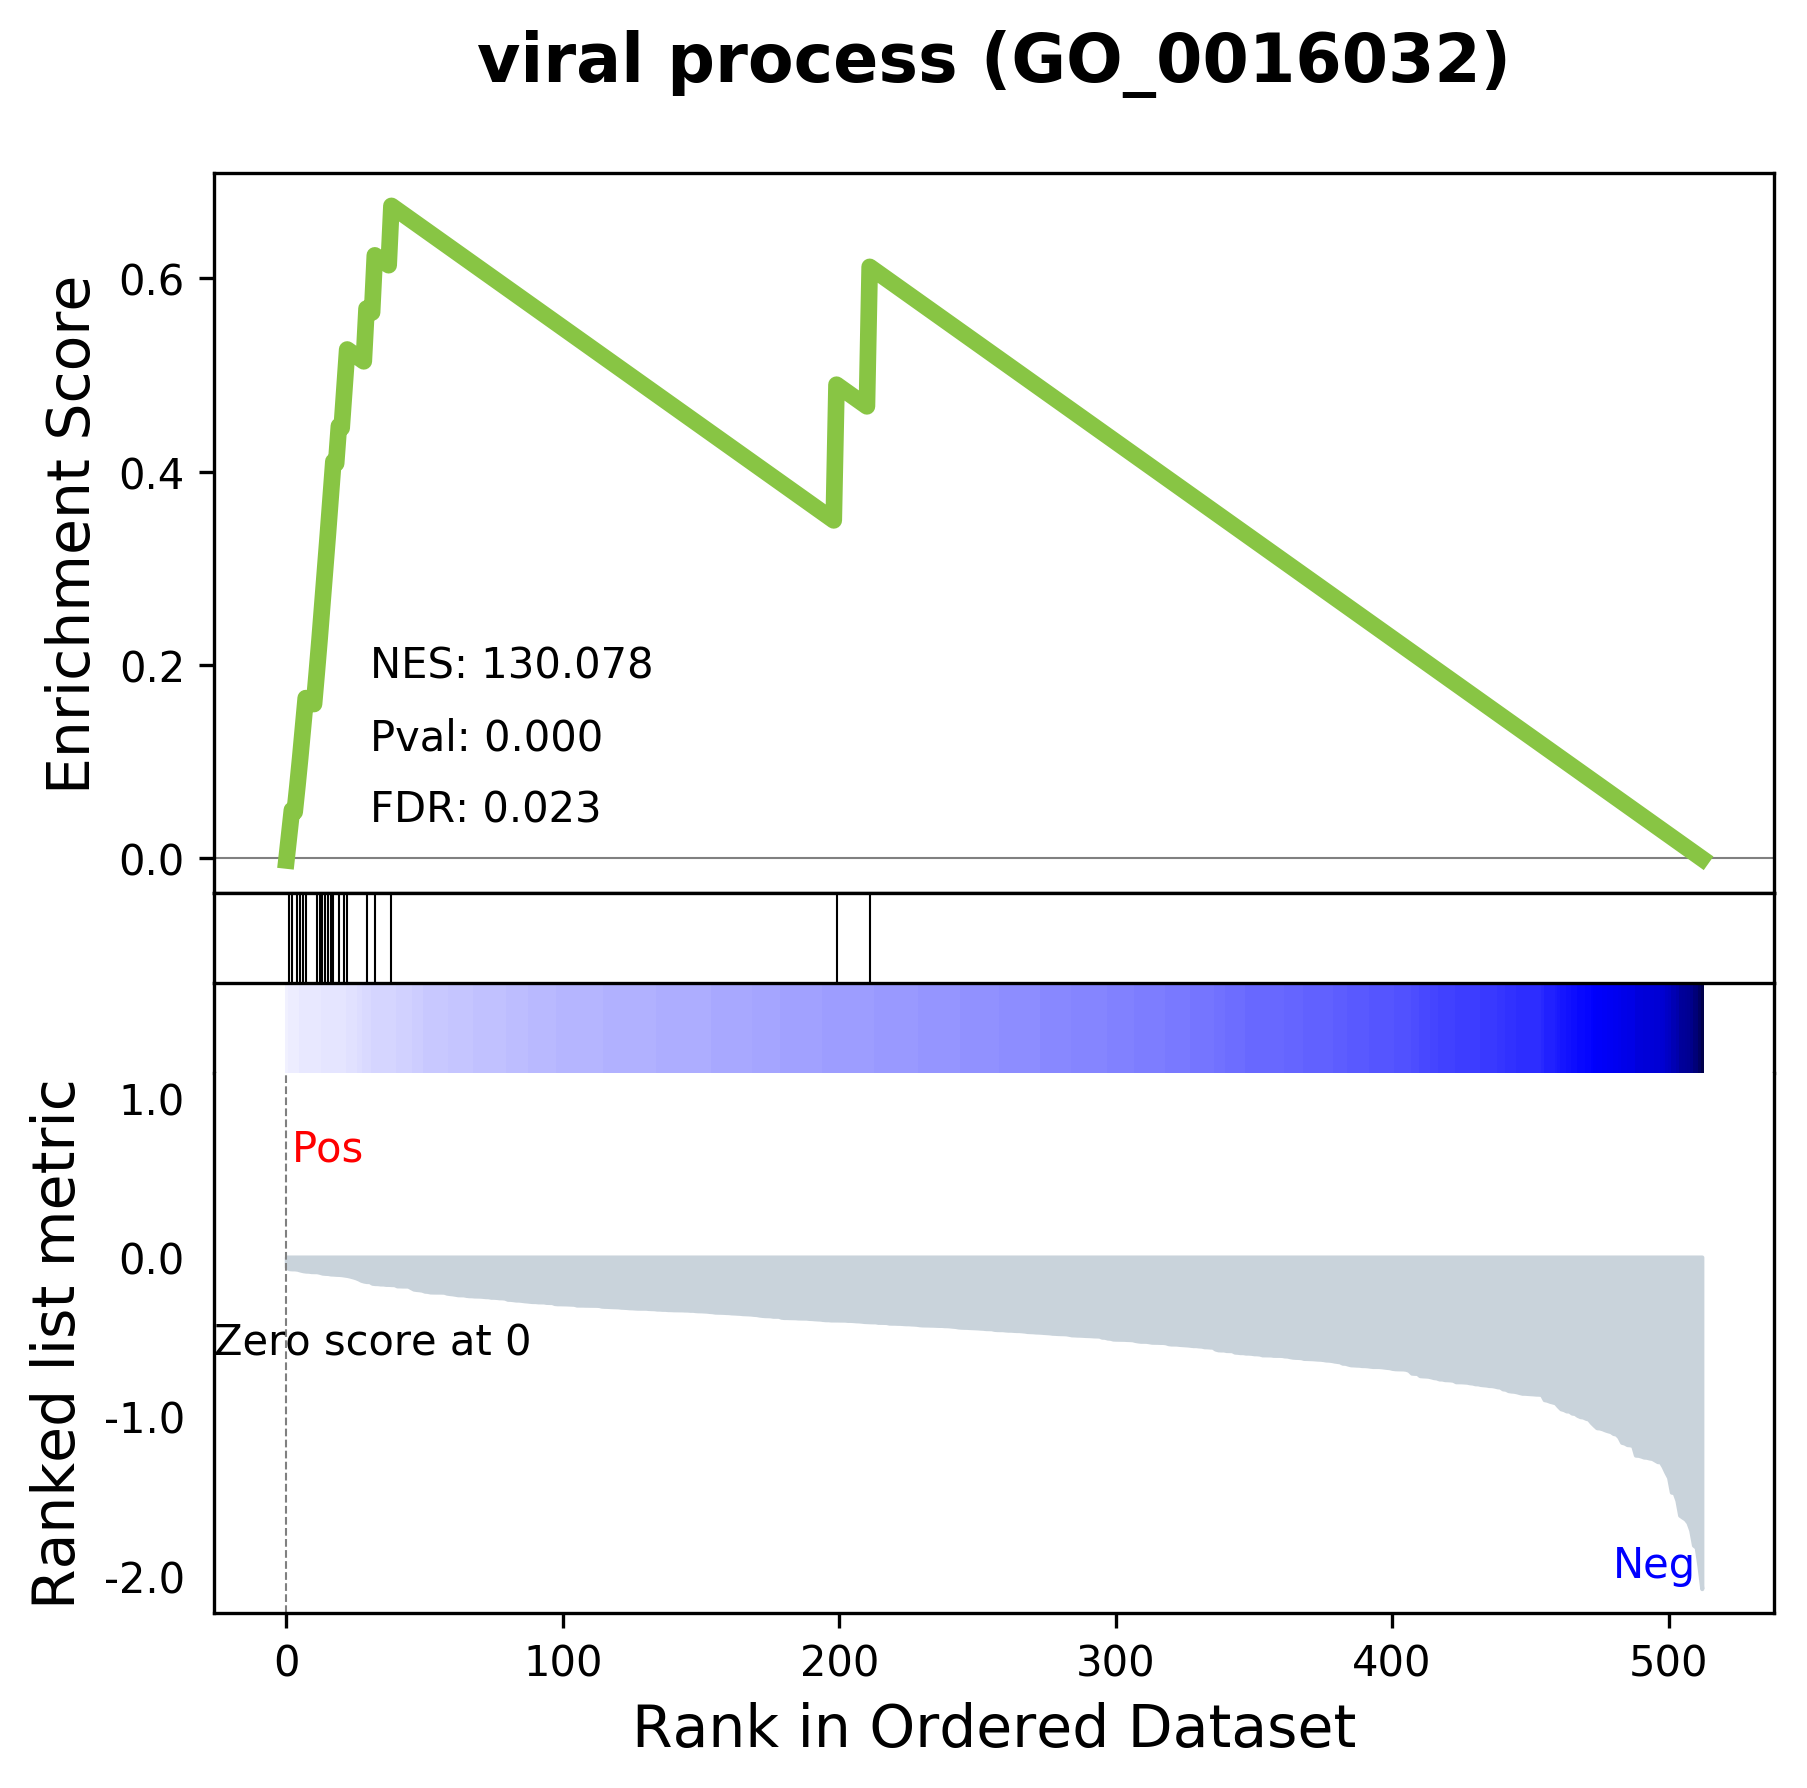 viral process (GO_0016032)
Enrichment Score
0.6
0.4
0.2
0.0
NES: 130.078
Pval: 0.000
FDR: 0.023
Ranked list metric
1.0
0.0
-1.0
-2.0
Pos
Zero score at 0
Neg
0 100 200 300 400 500
Rank in Ordered Dataset